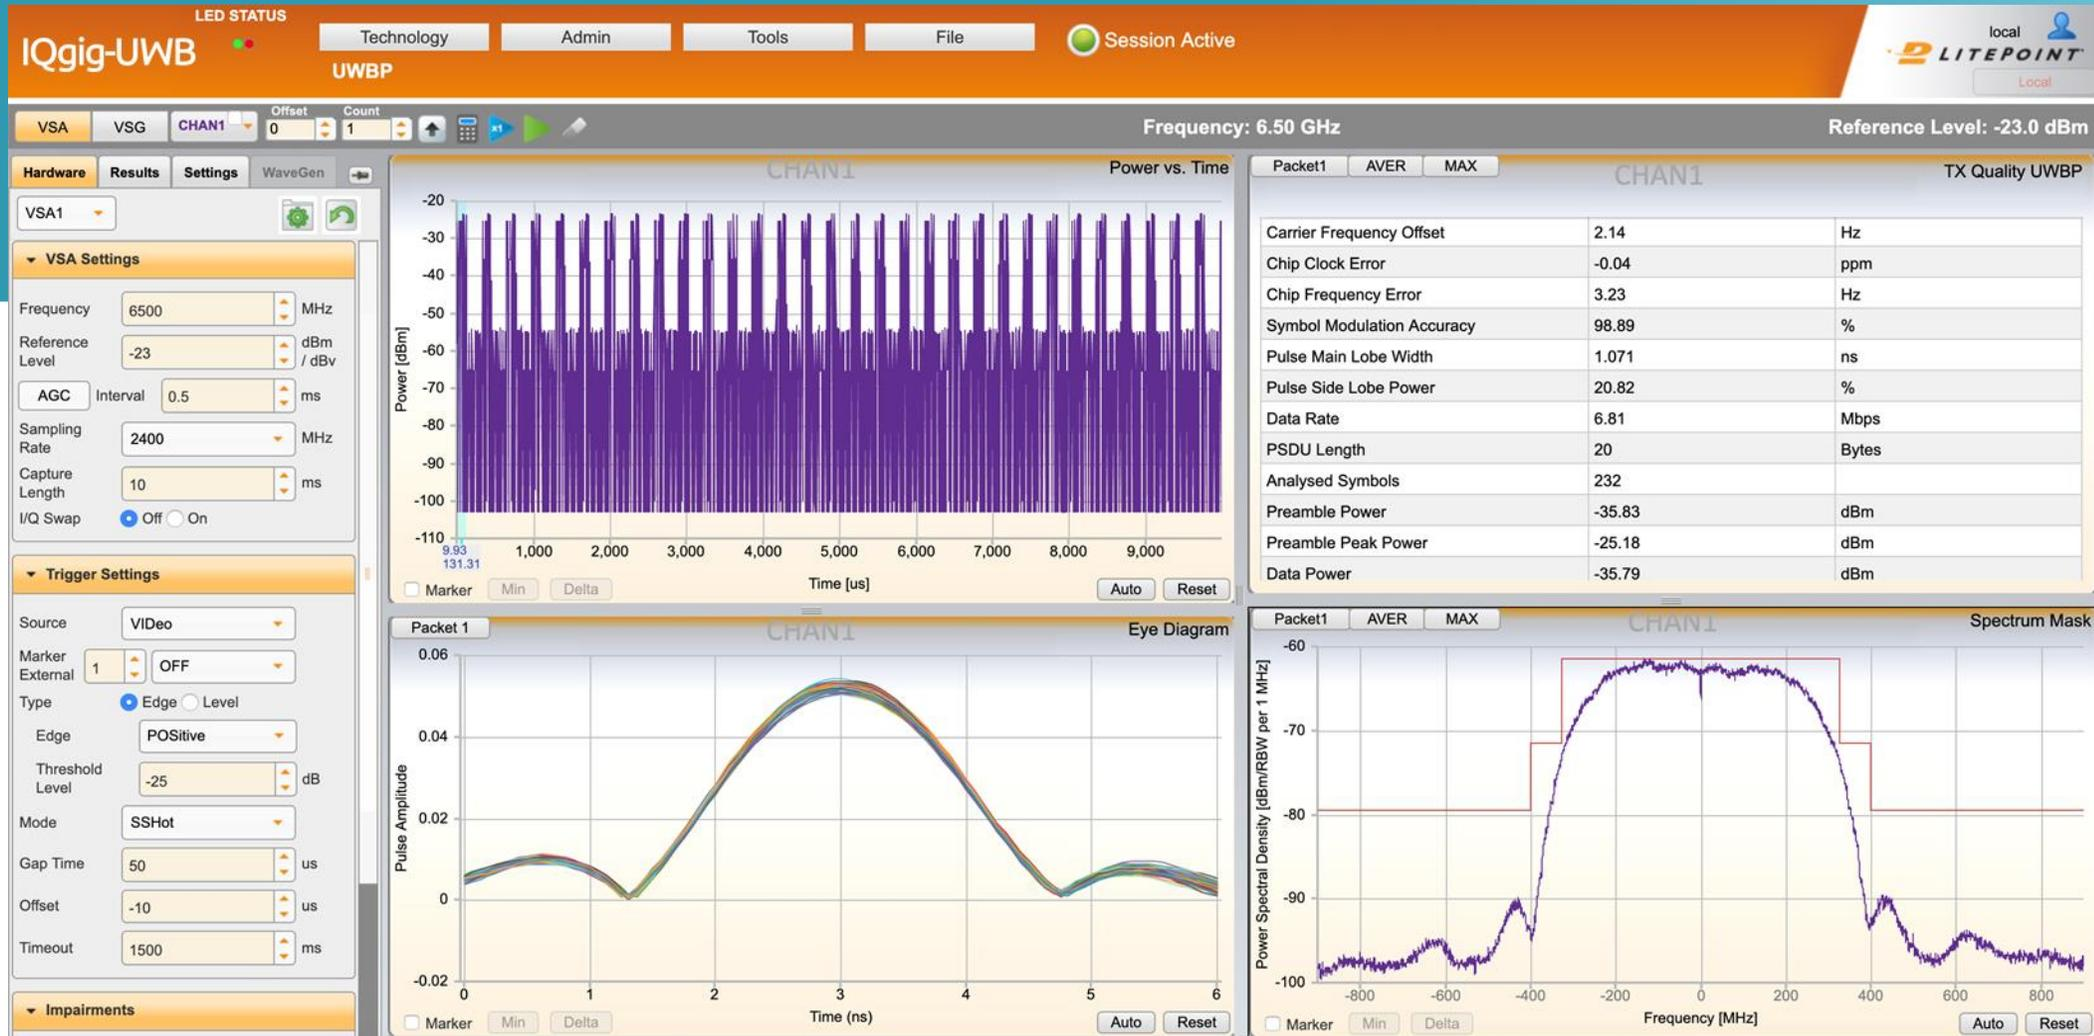 LED STATUS
IQgig-UWB
Technology
Admin
Tools
File
Session Active
UWBP
local
LITEPOINT
Local
VSA
VSG
CHAN1
Offset
0
Count
1
x1
Frequency: 6.50 GHz
Reference Level: -23.0 dBm
Hardware
Results
Settings
WaveGen
VSA1
VSA Settings
Frequency 6500 MHz
Reference Level -23 dBm / dBv
AGC Interval 0.5 ms
Sampling Rate 2400 MHz
Capture Length 10 ms
I/Q Swap Off On
Trigger Settings
Source VIDeo
Marker External 1 OFF
Type Edge Level
Edge POSitive
Threshold Level -25 dB
Mode SSHot
Gap Time 50 us
Offset -10 us
Timeout 1500 ms
Impairments
CHAN1
Power vs. Time
Power [dBm]
-20
-30
-40
-50
-60
-70
-80
-90
-100
-110
9.93
131.31
1,000 2,000 3,000 4,000 5,000 6,000 7,000 8,000 9,000
Marker Min Delta
Time [us]
Auto Reset
Packet1 AVER MAX
CHAN1
TX Quality UWBP
Carrier Frequency Offset 2.14 Hz
Chip Clock Error -0.04 ppm
Chip Frequency Error 3.23 Hz
Symbol Modulation Accuracy 98.89 %
Pulse Main Lobe Width 1.071 ns
Pulse Side Lobe Power 20.82 %
Data Rate 6.81 Mbps
PSDU Length 20 Bytes
Analysed Symbols 232
Preamble Power -35.83 dBm
Preamble Peak Power -25.18 dBm
Data Power -35.79 dBm
Packet 1
CHAN1
Eye Diagram
Pulse Amplitude
0.06
0.04
0.02
0
-0.02
0 1 2 3 4 5 6
Marker Min Delta
Time (ns)
Auto Reset
Packet1 AVER MAX
CHAN1
Spectrum Mask
Power Spectral Density [dBm/RBW per 1 MHz]
-60
-70
-80
-90
-100
-800 -600 -400 -200 0 200 400 600 800
Marker Min Delta
Frequency [MHz]
Auto Reset